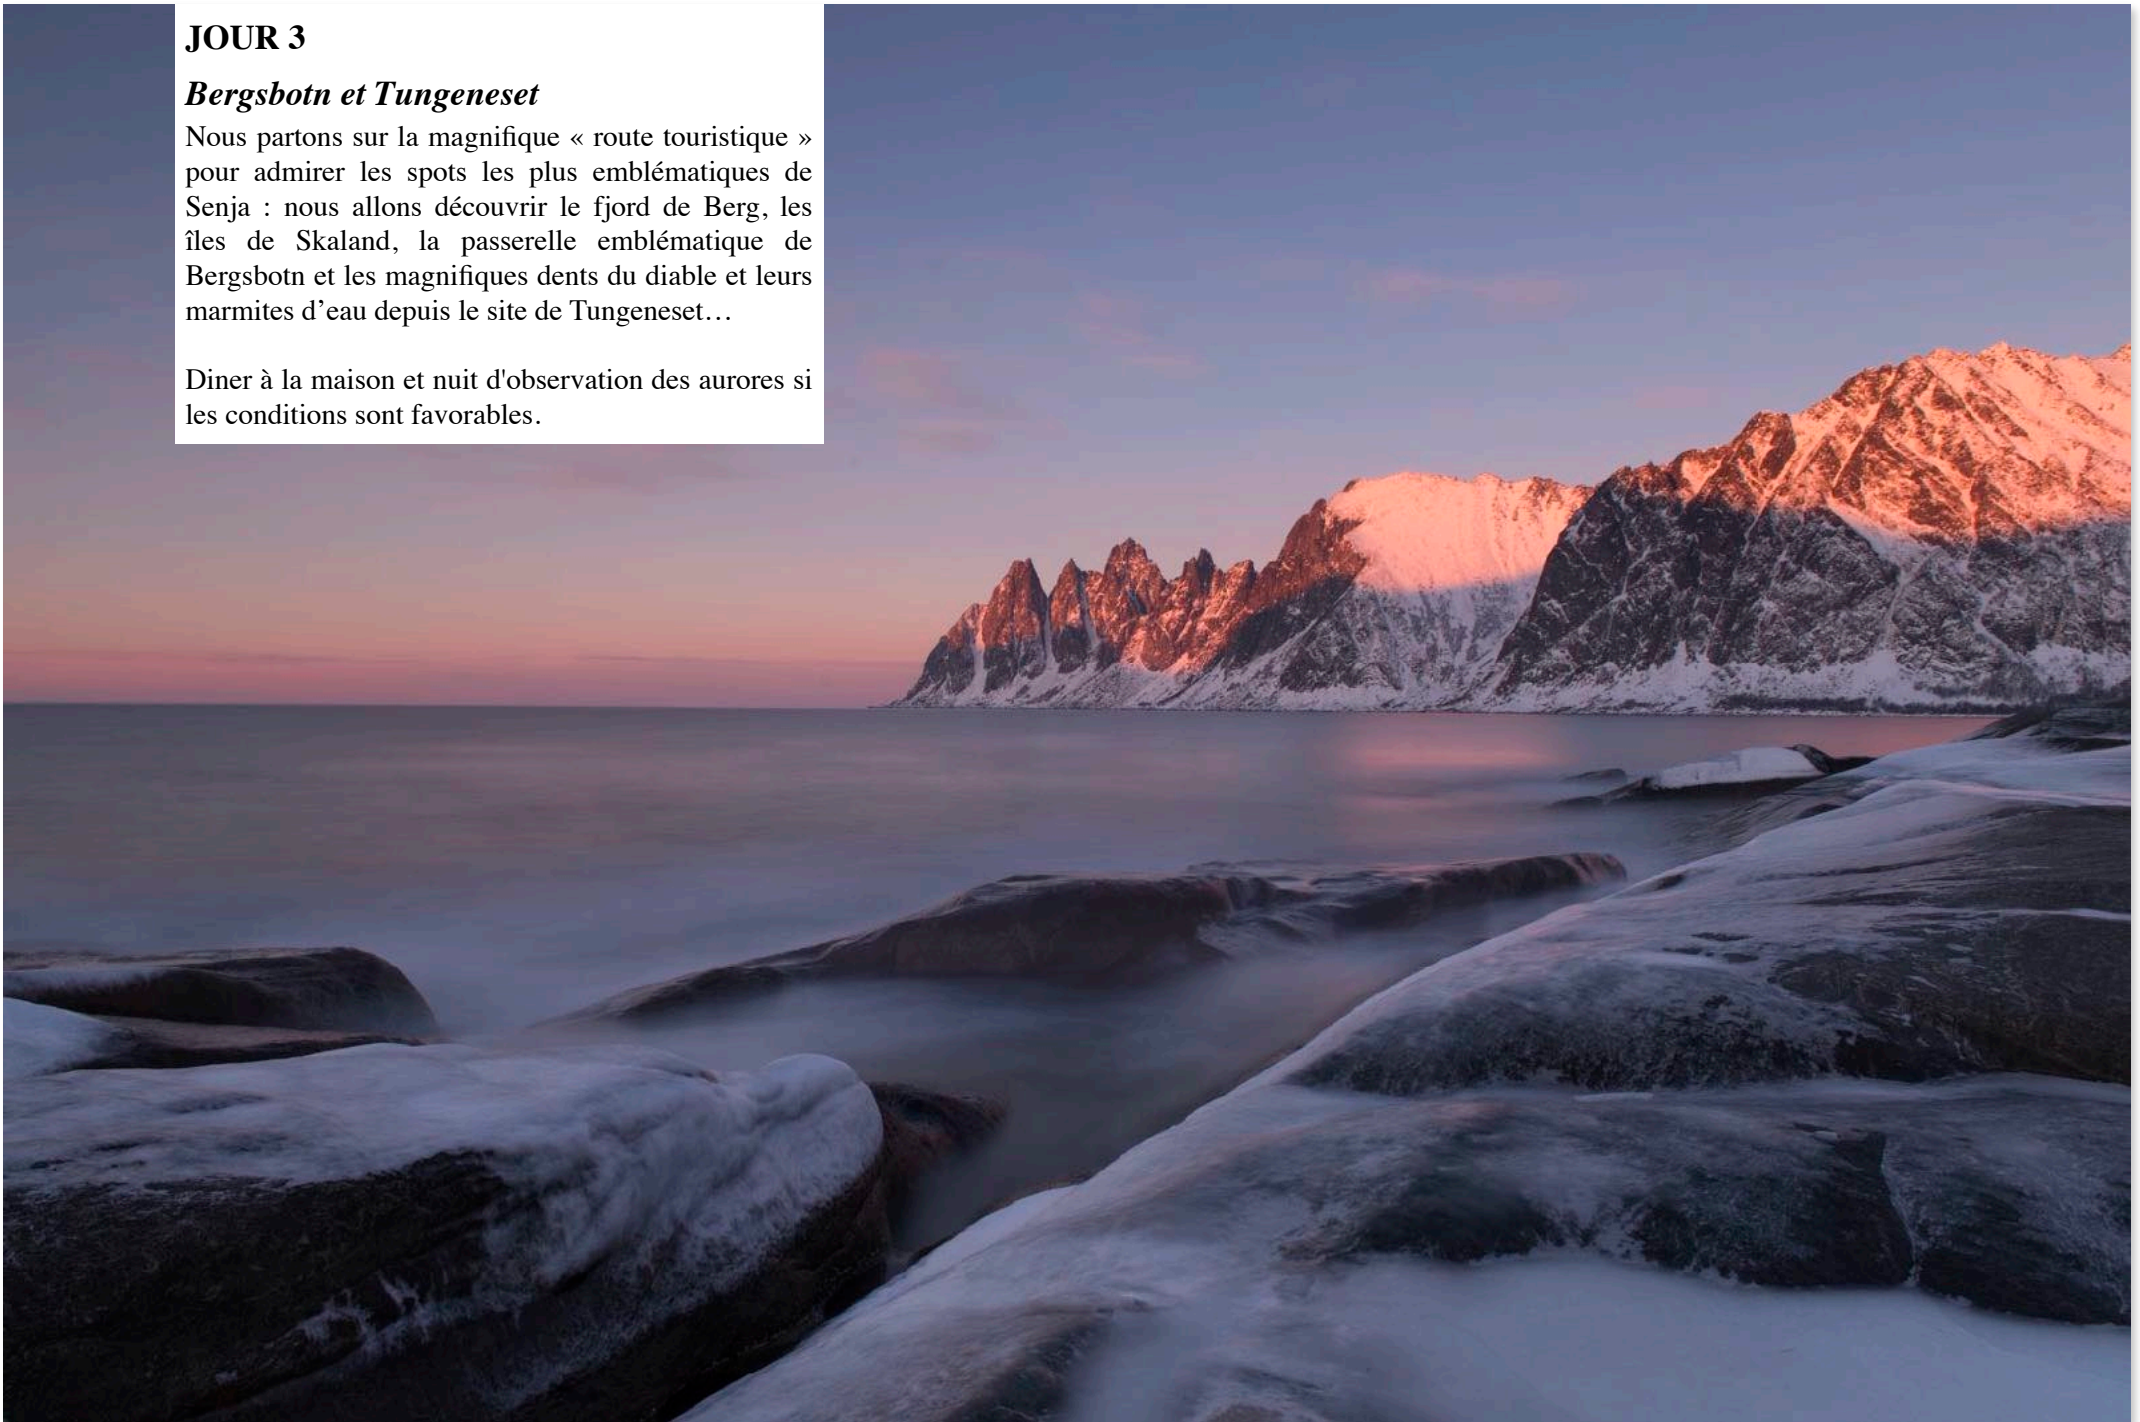 JOUR 3
Bergsbotn et Tungeneset
Nous partons sur la magnifique « route touristique »
pour admirer les spots les plus emblématiques de
Senja : nous allons découvrir le fjord de Berg, les
îles de Skaland, la passerelle emblématique de
Bergsbotn et les magnifiques dents du diable et leurs
marmites d’eau depuis le site de Tungeneset…
Diner à la maison et nuit d'observation des aurores si
les conditions sont favorables.